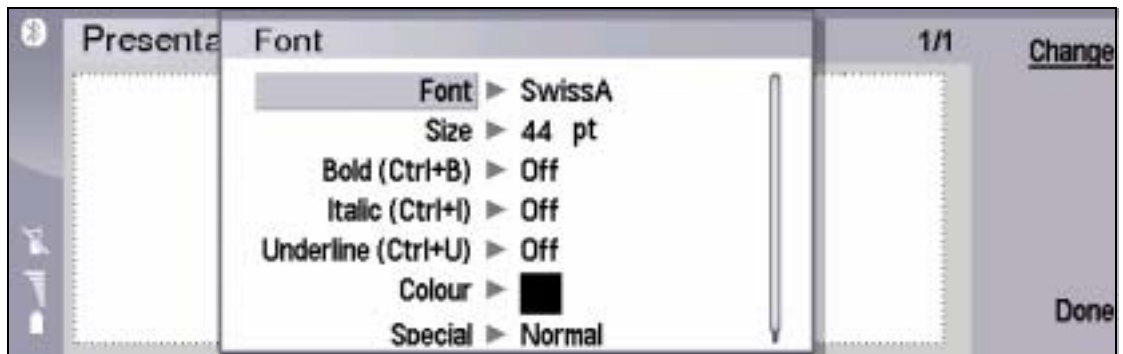 Presenta
Font
1/1
Change
Font SwissA
Size 44 pt
Bold (Ctrl+B) Off
Italic (Ctrl+I) Off
Underline (Ctrl+U) Off
Colour
Special Normal
Done